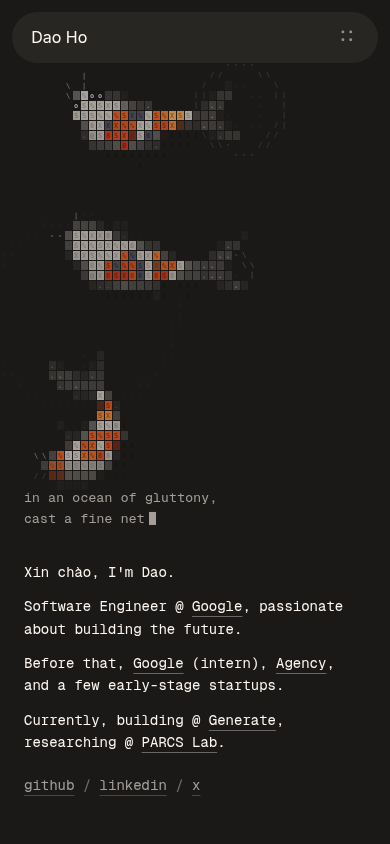 Dao Ho
in an ocean of gluttony,
cast a fine net
Xin chào, I'm Dao.
Software Engineer @ Google, passionate
about building the future.
Before that, Google (intern), Agency,
and a few early-stage startups.
Currently, building @ Generate,
researching @ PARCS Lab.
github / linkedin / x